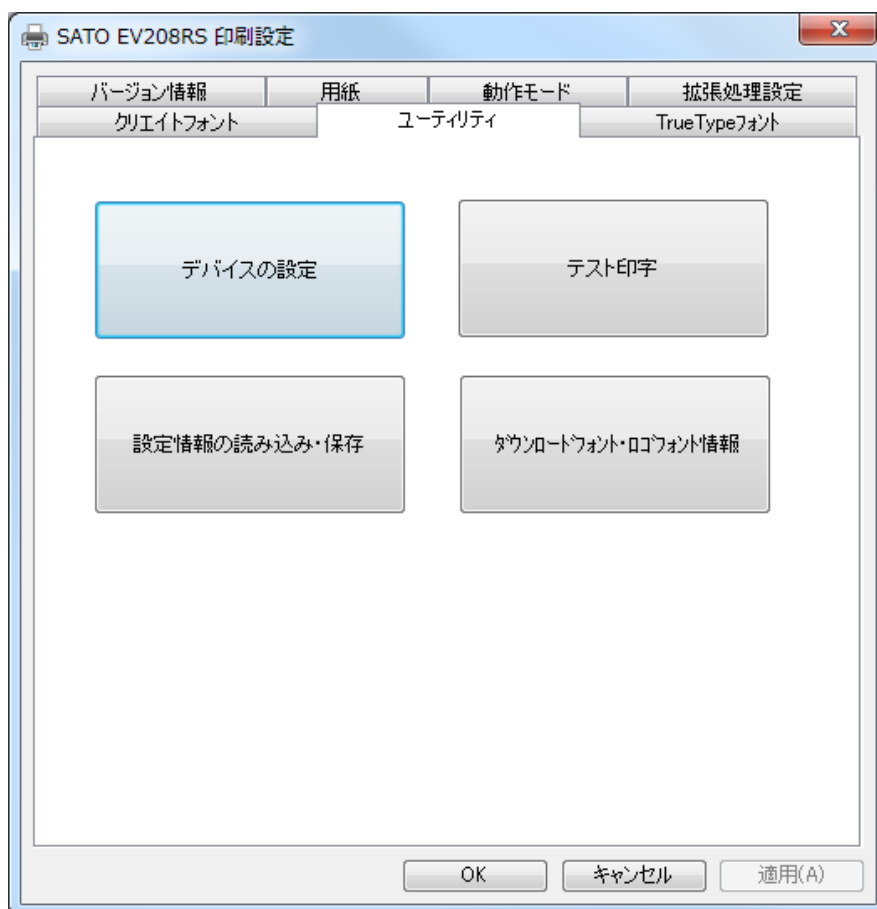 SATO EV208RS 印刷設定
バージョン情報 用紙 動作モード 拡張処理設定
クリエイトフォント ユーティリティ TrueTypeフォント
デバイスの設定 テスト印字
設定情報の読み込み・保存 ダウンロードフォント・ロゴフォント情報
OK キャンセル 適用(A)